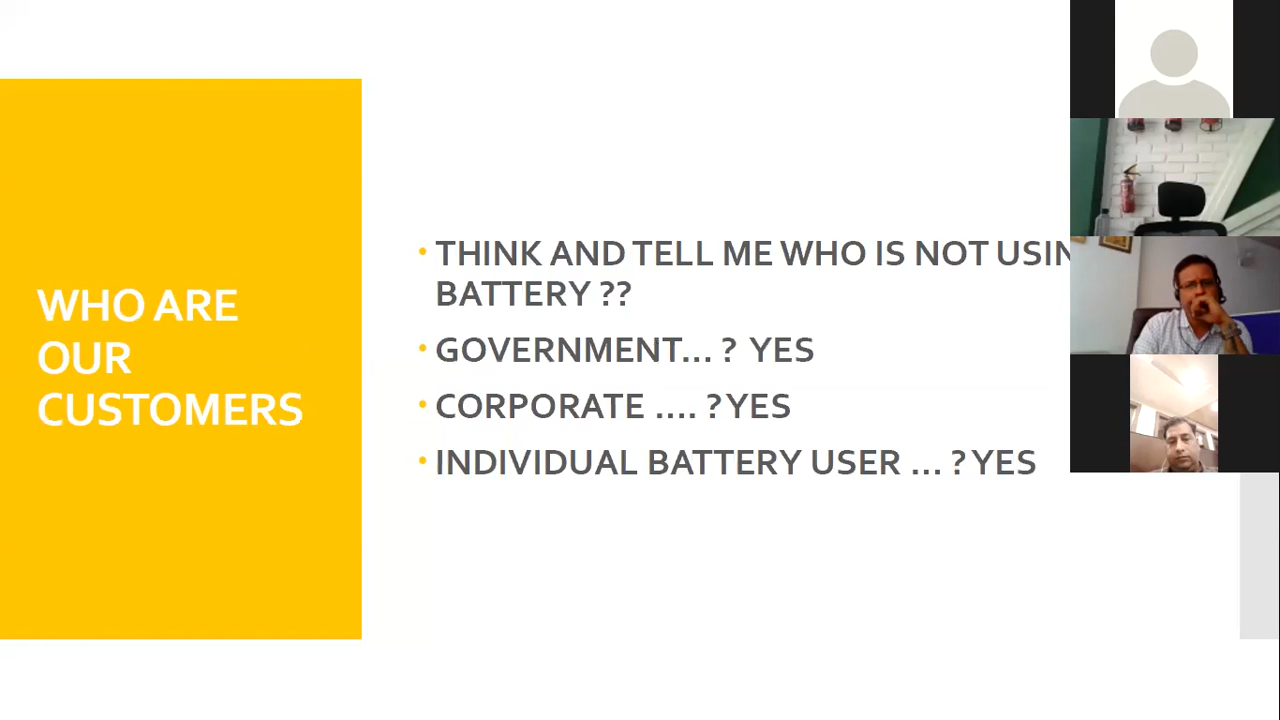 WHO ARE
OUR
CUSTOMERS
• THINK AND TELL ME WHO IS NOT
BATTERY ??
• GOVERNMENT... ? YES
• CORPORATE .... ? YES
• INDIVIDUAL BATTERY USER ... ? YES